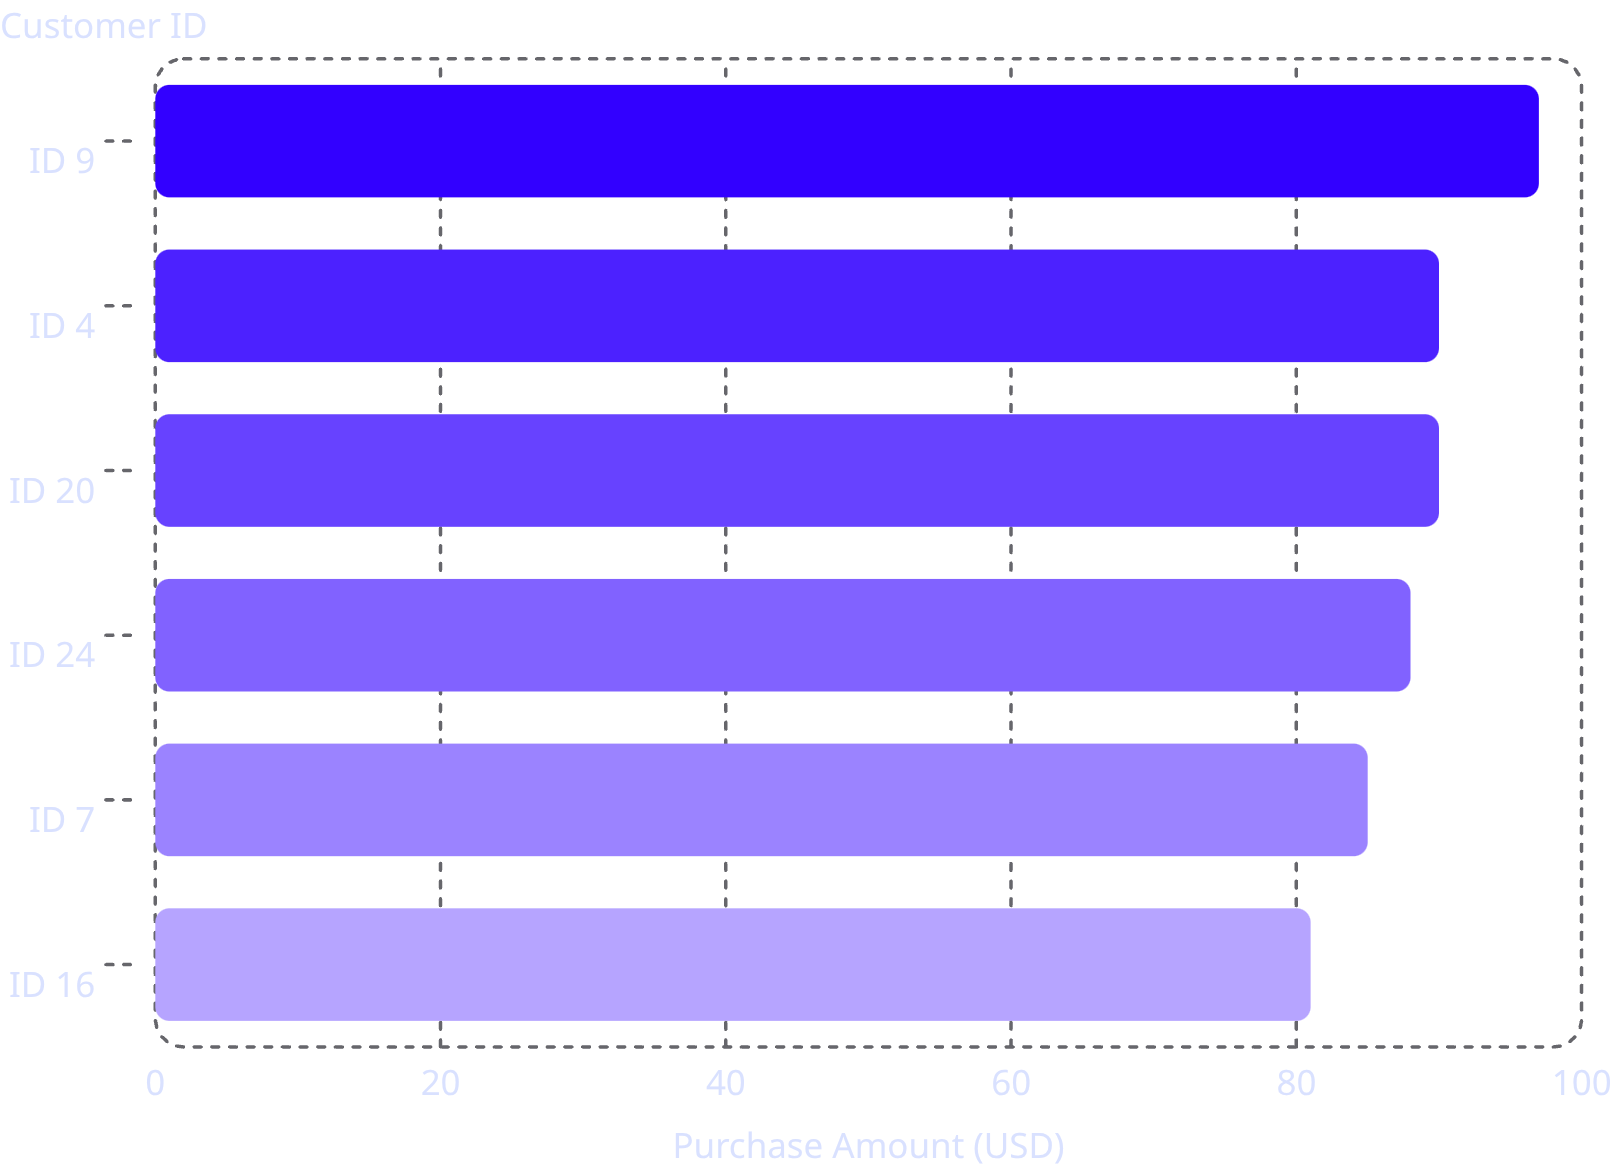 Customer ID
ID 9
ID 4
ID 20
ID 24
ID 7
ID 16
0 20 40 60 80 100
Purchase Amount (USD)